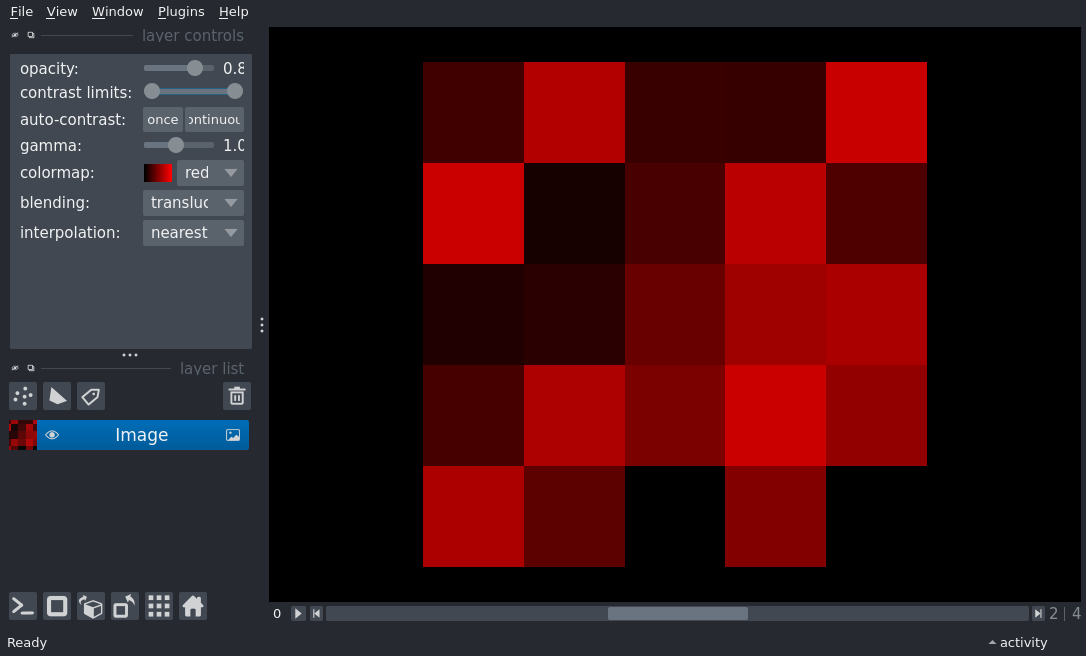 File View Window Plugins Help
layer controls
opacity: 0.8
contrast limits:
auto-contrast: once ontinuou
gamma: 1.0
colormap: red
blending: transluc
interpolation: nearest
layer list
Image
0 2 | 4
Ready
activity